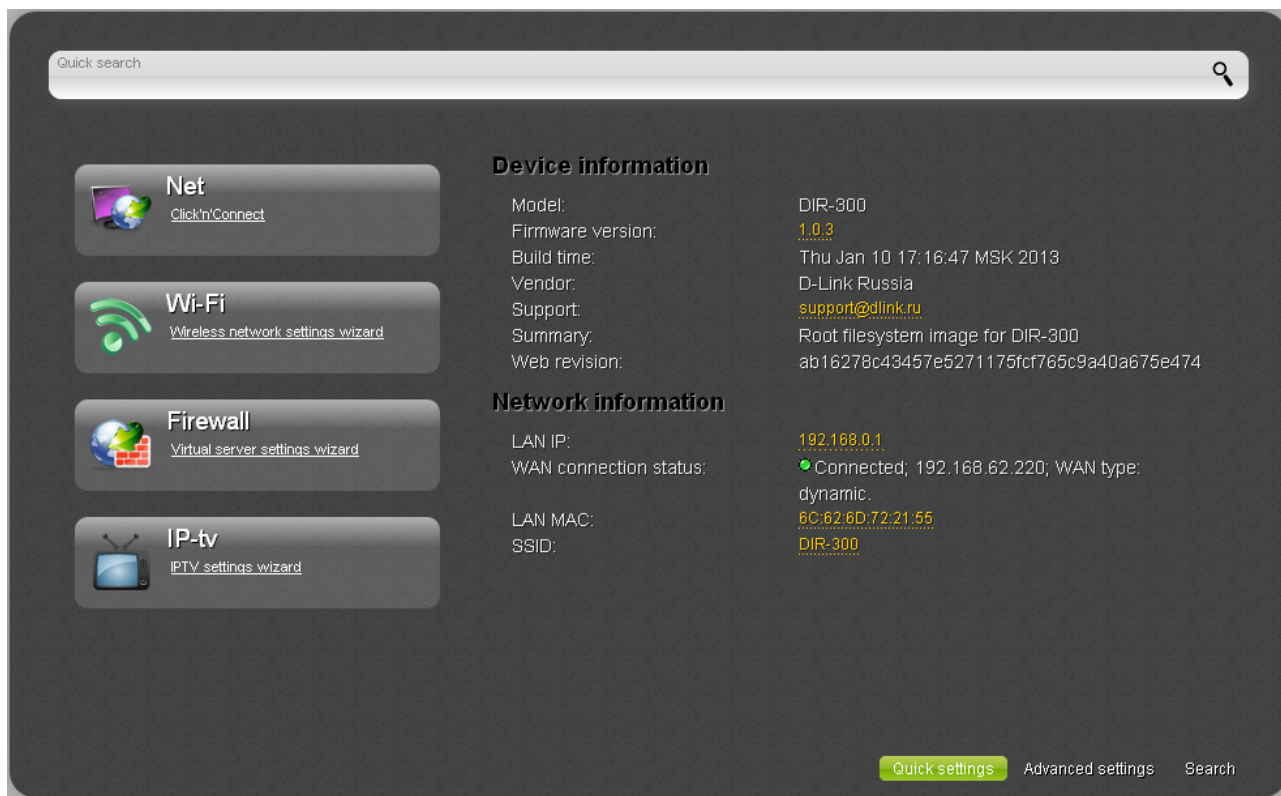 Quick search
Net
Click'n'Connect
Wi-Fi
Wireless network settings wizard
Firewall
Virtual server settings wizard
IP-tv
IPTV settings wizard
Device information
Model: DIR-300
Firmware version: 1.0.3
Build time: Thu Jan 10 17:16:47 MSK 2013
Vendor: D-Link Russia
Support: support@dlink.ru
Summary: Root filesystem image for DIR-300
Web revision: ab16278c43457e5271175fcf765c9a40a675e474
Network information
LAN IP: 192.168.0.1
WAN connection status: Connected; 192.168.62.220; WAN type:
dynamic.
LAN MAC: 6C:62:6D:72:21:55
SSID: DIR-300
Quick settings Advanced settings Search